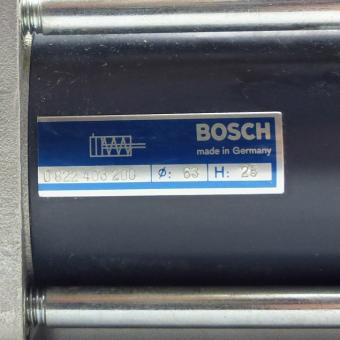 BOSCH
made in Germany
0 822 403 200 Ø: 63 H: 25